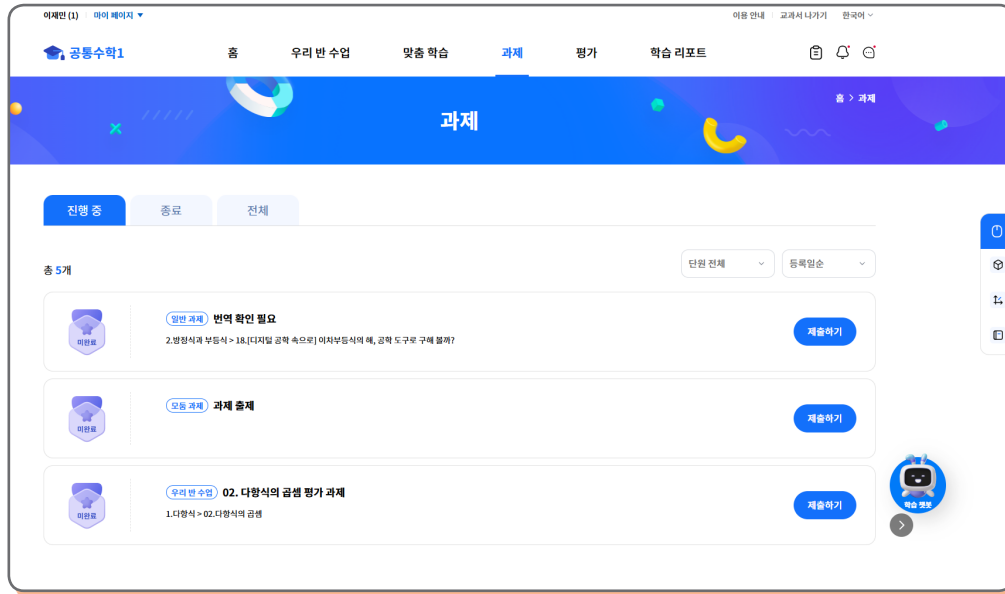 이재민 (1) 마이 페이지 ▼ 이용 안내 교과서 나가기 한국어
공통수학1 홈 우리 반 수업 맞춤 학습 과제 평가 학습 리포트
홈 > 과제
과제
진행 중 종료 전체
총 5개 단원 전체 등록일순
일반 과제 번역 확인 필요
미완료 2.방정식과 부등식 > 18.[디지털 공학 속으로] 이차부등식의 해, 공학 도구로 구해 볼까? 제출하기
모둠 과제 과제 출제
미완료 제출하기
우리 반 수업 02. 다항식의 곱셈 평가 과제
미완료 1.다항식 > 02.다항식의 곱셈 제출하기
학습 챗봇